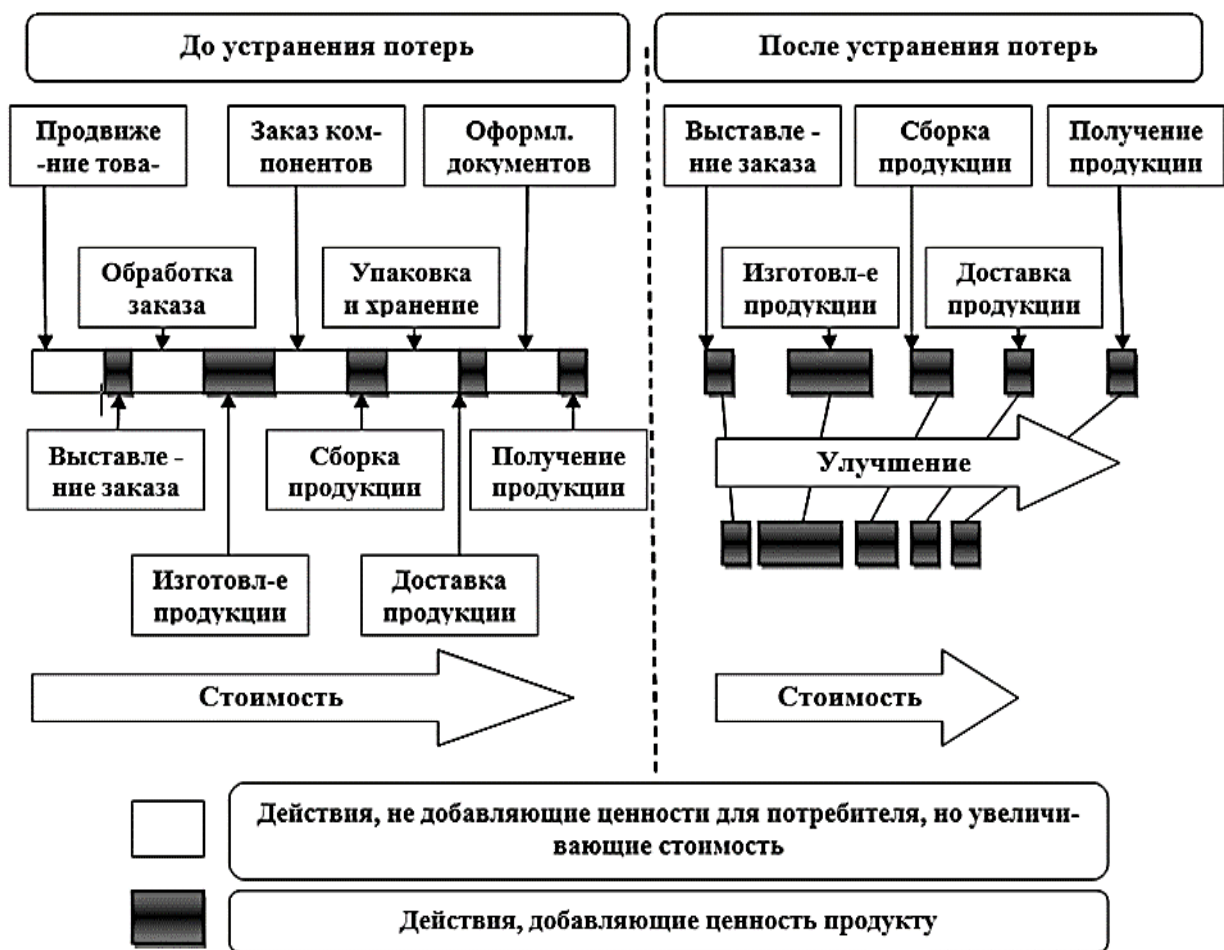 До устранения потерь
После устранения потерь
Продвиже
-ние това-
Заказ ком-
понентов
Оформл.
документов
Выставле -
ние заказа
Сборка
продукции
Получение
продукции
Обработка
заказа
Упаковка
и хранение
Изготовл-е
продукции
Доставка
продукции
Выставле -
ние заказа
Сборка
продукции
Получение
продукции
Улучшение
Изготовл-е
продукции
Доставка
продукции
Стоимость
Стоимость
Действия, не добавляющие ценности для потребителя, но увеличи-
вающие стоимость
Действия, добавляющие ценность продукту